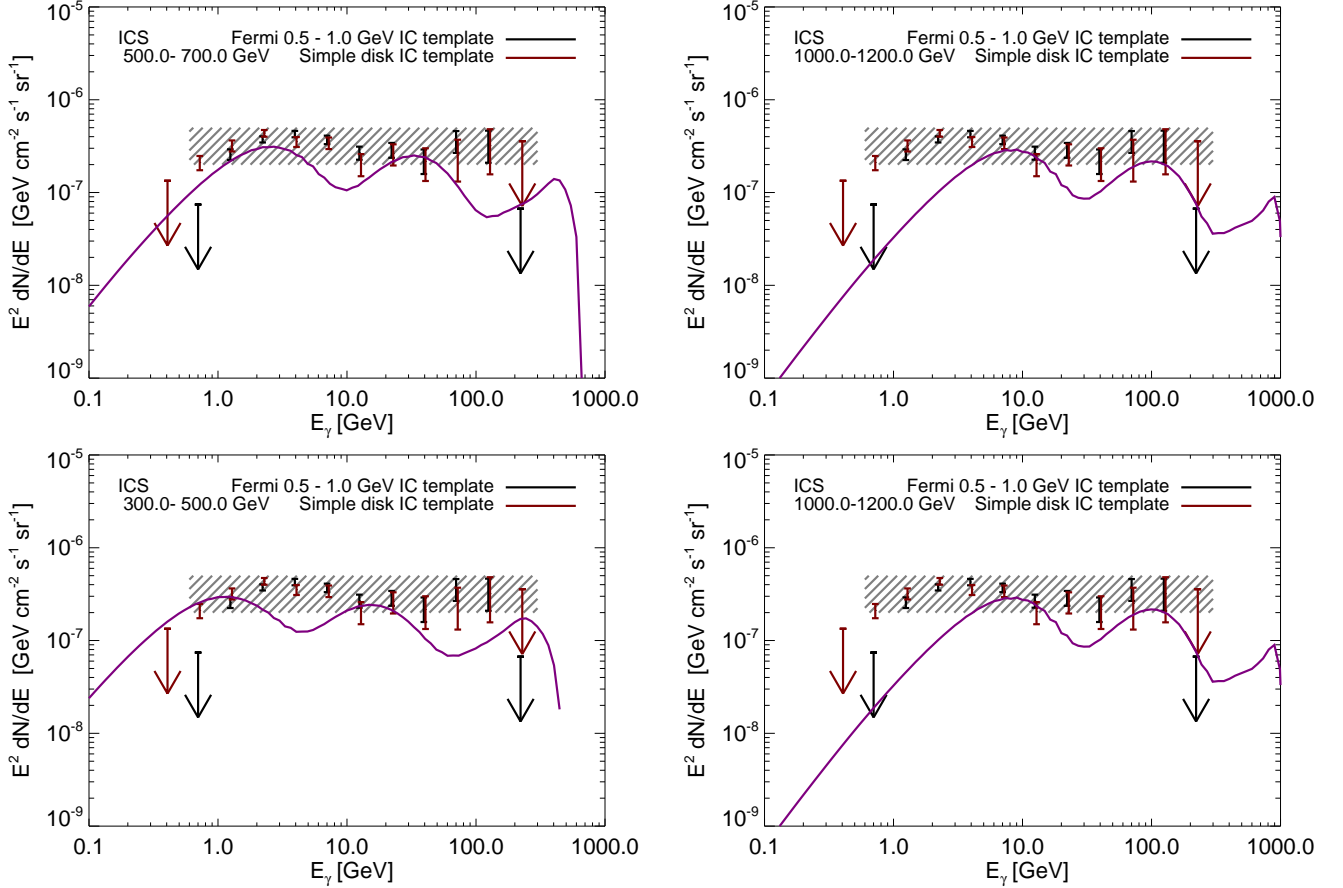 10^-5
10^-6
10^-7
10^-8
10^-9
E^2 dN/dE [GeV cm^-2 s^-1 sr^-1]
ICS Fermi 0.5 - 1.0 GeV IC template
500.0- 700.0 GeV Simple disk IC template
0.1 1.0 10.0 100.0 1000.0
E_γ [GeV]
10^-5
10^-6
10^-7
10^-8
10^-9
E^2 dN/dE [GeV cm^-2 s^-1 sr^-1]
ICS Fermi 0.5 - 1.0 GeV IC template
1000.0-1200.0 GeV Simple disk IC template
0.1 1.0 10.0 100.0 1000.0
E_γ [GeV]
10^-5
10^-6
10^-7
10^-8
10^-9
E^2 dN/dE [GeV cm^-2 s^-1 sr^-1]
ICS Fermi 0.5 - 1.0 GeV IC template
300.0- 500.0 GeV Simple disk IC template
0.1 1.0 10.0 100.0 1000.0
E_γ [GeV]
10^-5
10^-6
10^-7
10^-8
10^-9
E^2 dN/dE [GeV cm^-2 s^-1 sr^-1]
ICS Fermi 0.5 - 1.0 GeV IC template
1000.0-1200.0 GeV Simple disk IC template
0.1 1.0 10.0 100.0 1000.0
E_γ [GeV]